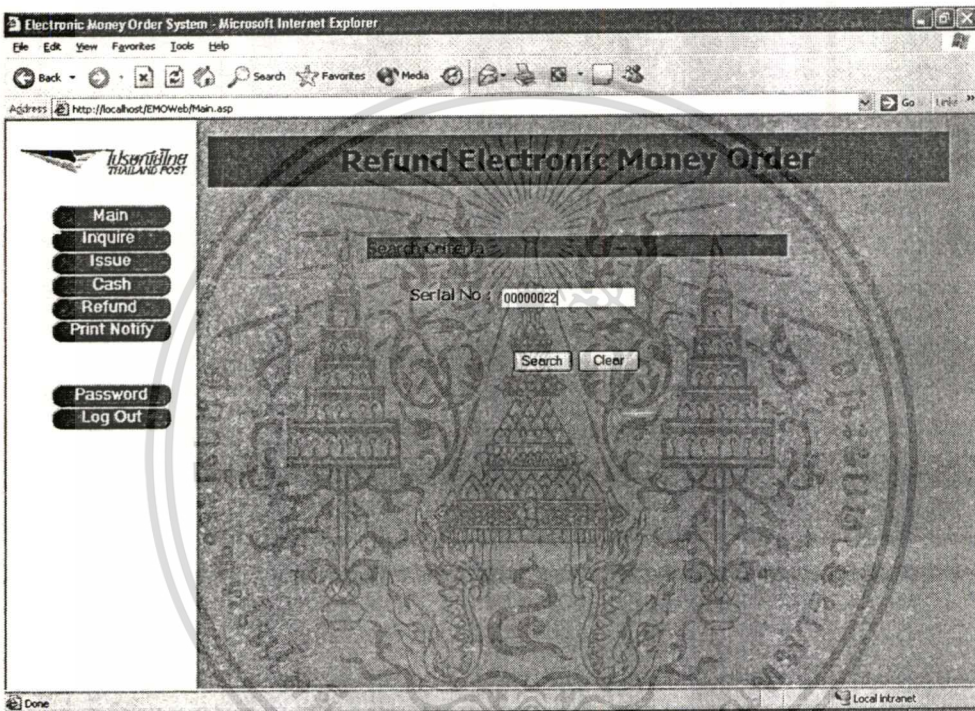 Electronic Money Order System - Microsoft Internet Explorer
File Edit View Favorites Tools Help
Back Search Favorites Media
Address http://localhost/EMOWeb/Main.asp Go Links »
ไปรษณีย์ไทย
THAILAND POST
Refund Electronic Money Order
Main
Inquire
Issue
Cash
Refund
Print Notify
Password
Log Out
Search Criteria
Serial No : 00000022
Search Clear
Done Local intranet